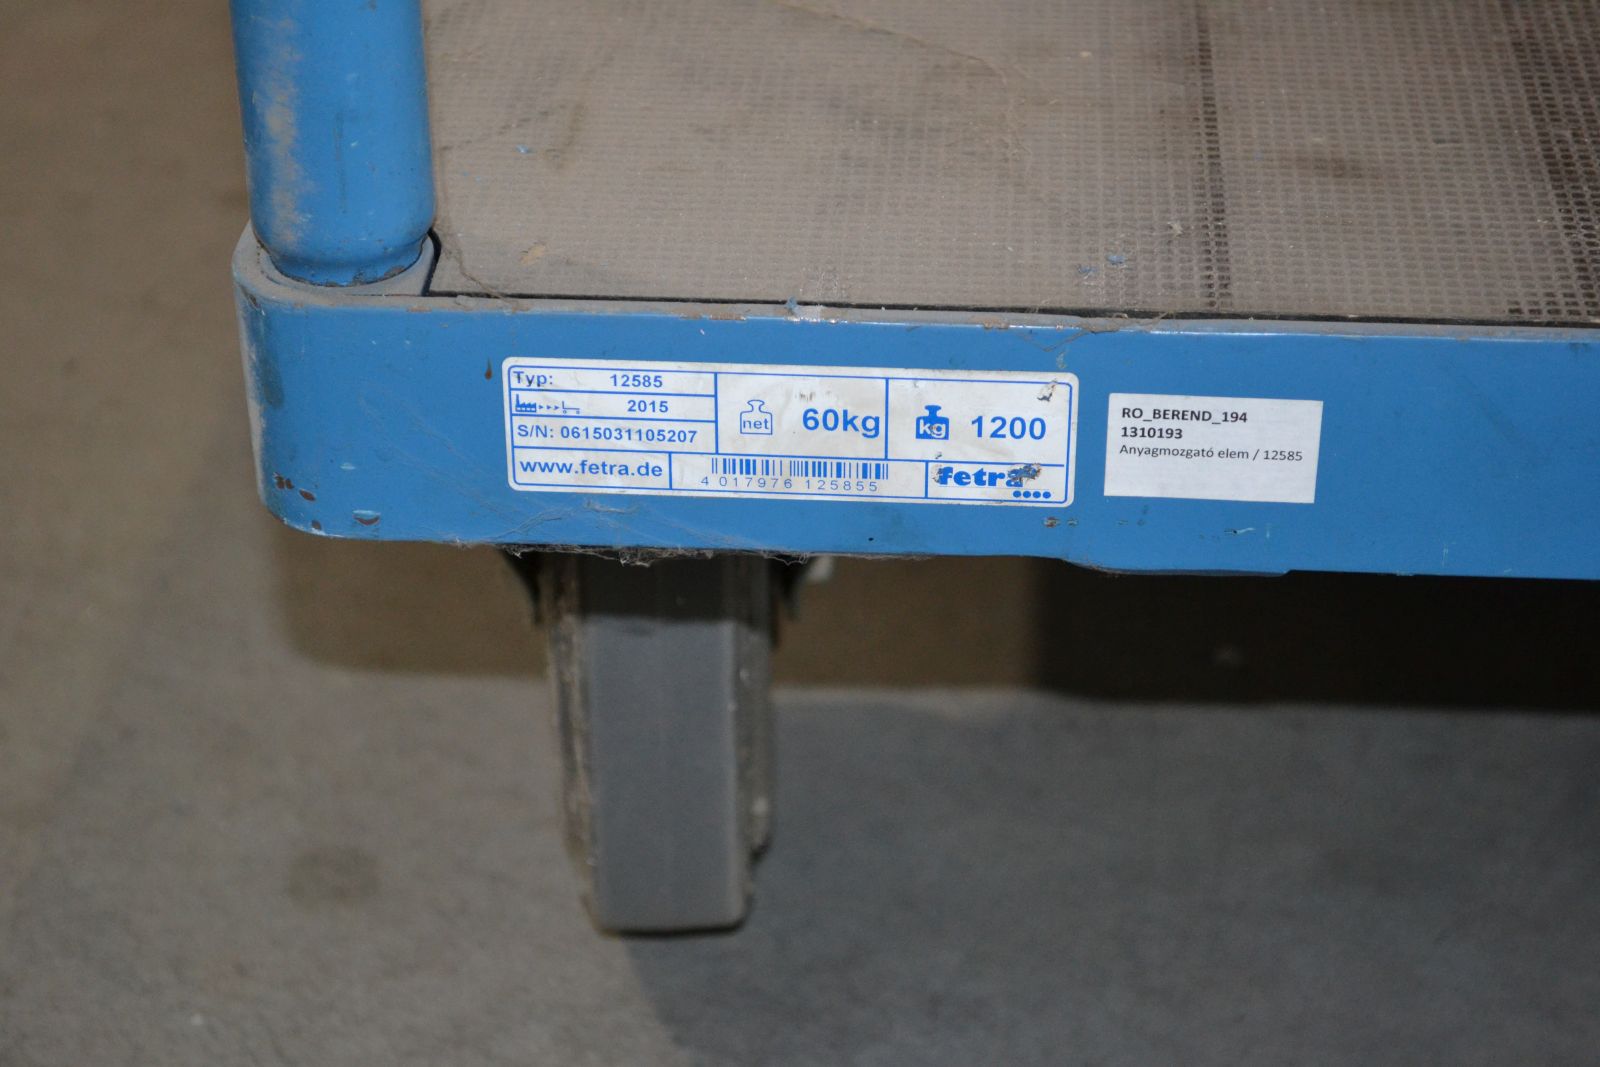 Typ: 12585
2015
S/N: 0615031105207
net 60kg
kg 1200
www.fetra.de
4 017976 125855
fetra
RO_BEREND_194
1310193
Anyagmozgató elem / 12585